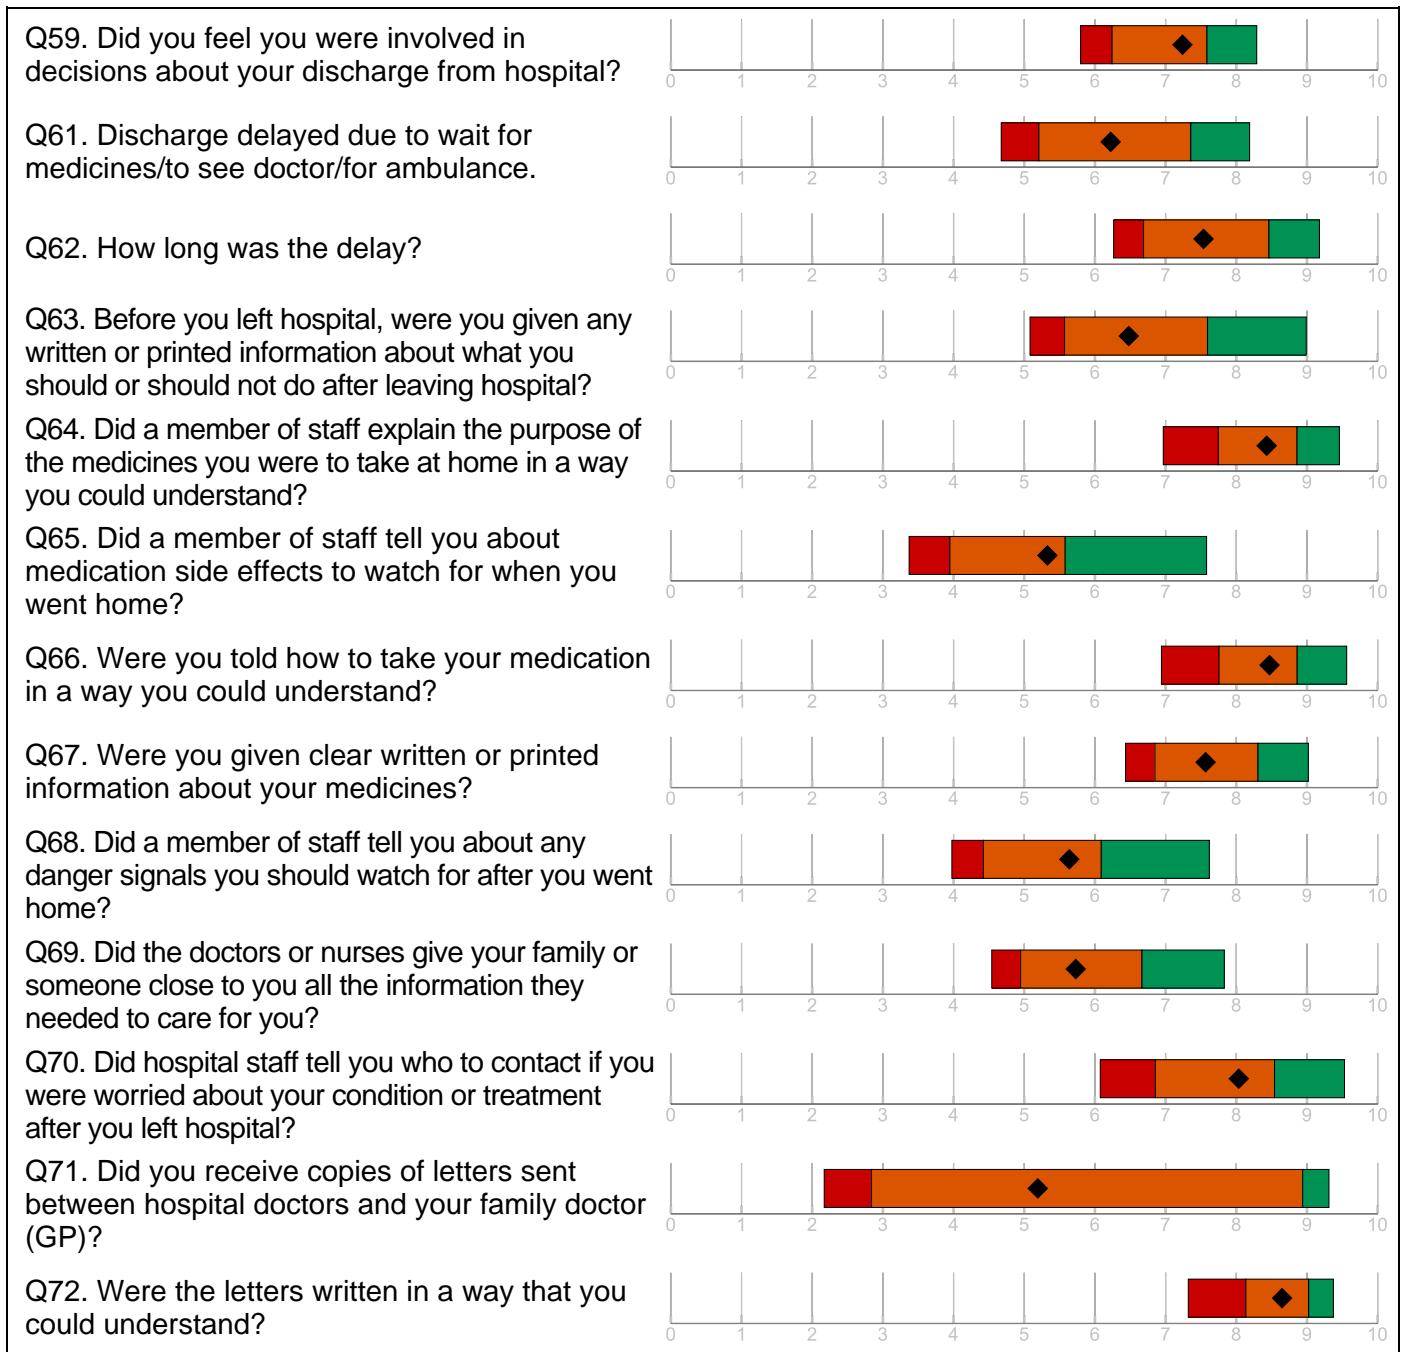 Q59. Did you feel you were involved in
decisions about your discharge from hospital?
0 1 2 3 4 5 6 7 8 9 10
Q61. Discharge delayed due to wait for
medicines/to see doctor/for ambulance.
0 1 2 3 4 5 6 7 8 9 10
Q62. How long was the delay?
0 1 2 3 4 5 6 7 8 9 10
Q63. Before you left hospital, were you given any
written or printed information about what you
should or should not do after leaving hospital?
0 1 2 3 4 5 6 7 8 9 10
Q64. Did a member of staff explain the purpose of
the medicines you were to take at home in a way
you could understand?
0 1 2 3 4 5 6 7 8 9 10
Q65. Did a member of staff tell you about
medication side effects to watch for when you
went home?
0 1 2 3 4 5 6 7 8 9 10
Q66. Were you told how to take your medication
in a way you could understand?
0 1 2 3 4 5 6 7 8 9 10
Q67. Were you given clear written or printed
information about your medicines?
0 1 2 3 4 5 6 7 8 9 10
Q68. Did a member of staff tell you about any
danger signals you should watch for after you went
home?
0 1 2 3 4 5 6 7 8 9 10
Q69. Did the doctors or nurses give your family or
someone close to you all the information they
needed to care for you?
0 1 2 3 4 5 6 7 8 9 10
Q70. Did hospital staff tell you who to contact if you
were worried about your condition or treatment
after you left hospital?
0 1 2 3 4 5 6 7 8 9 10
Q71. Did you receive copies of letters sent
between hospital doctors and your family doctor
(GP)?
0 1 2 3 4 5 6 7 8 9 10
Q72. Were the letters written in a way that you
could understand?
0 1 2 3 4 5 6 7 8 9 10